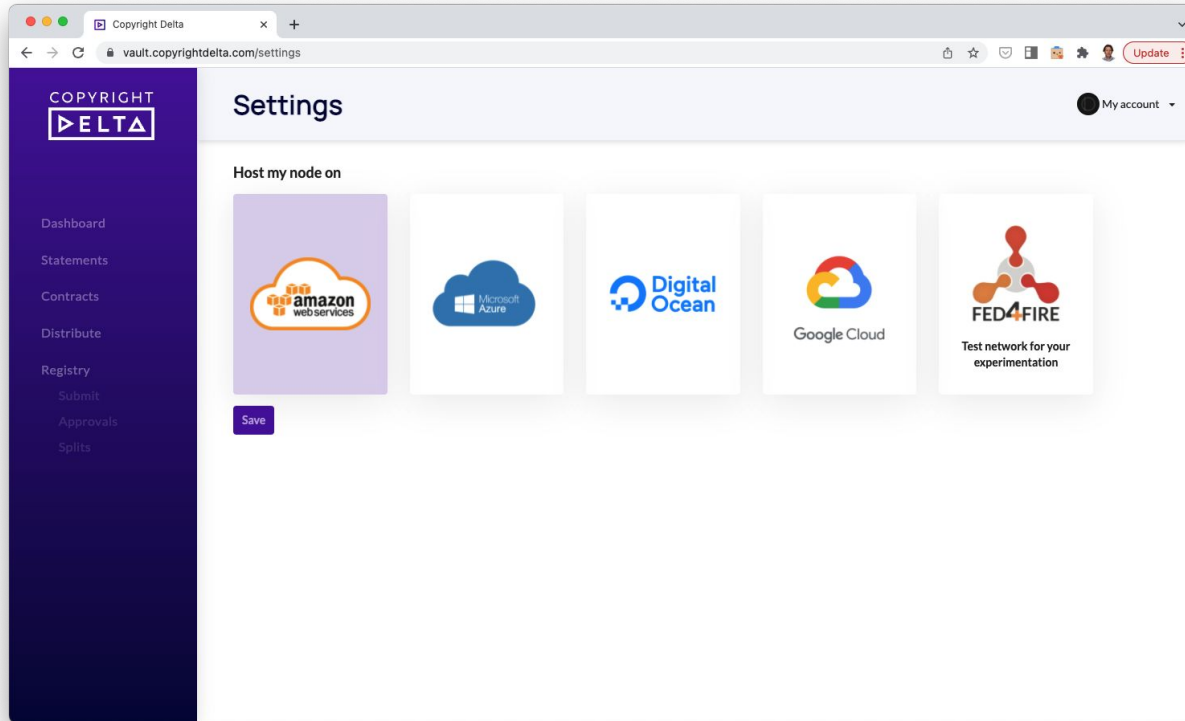 Copyright Delta
vault.copyrightdelta.com/settings
Update
COPYRIGHT
DELTA
Settings
My account
Dashboard
Statements
Contracts
Distribute
Registry
Submit
Approvals
Splits
Host my node on
amazon
webservices
Microsoft
Azure
Digital
Ocean
Google Cloud
FED4FIRE
Test network for your
experimentation
Save